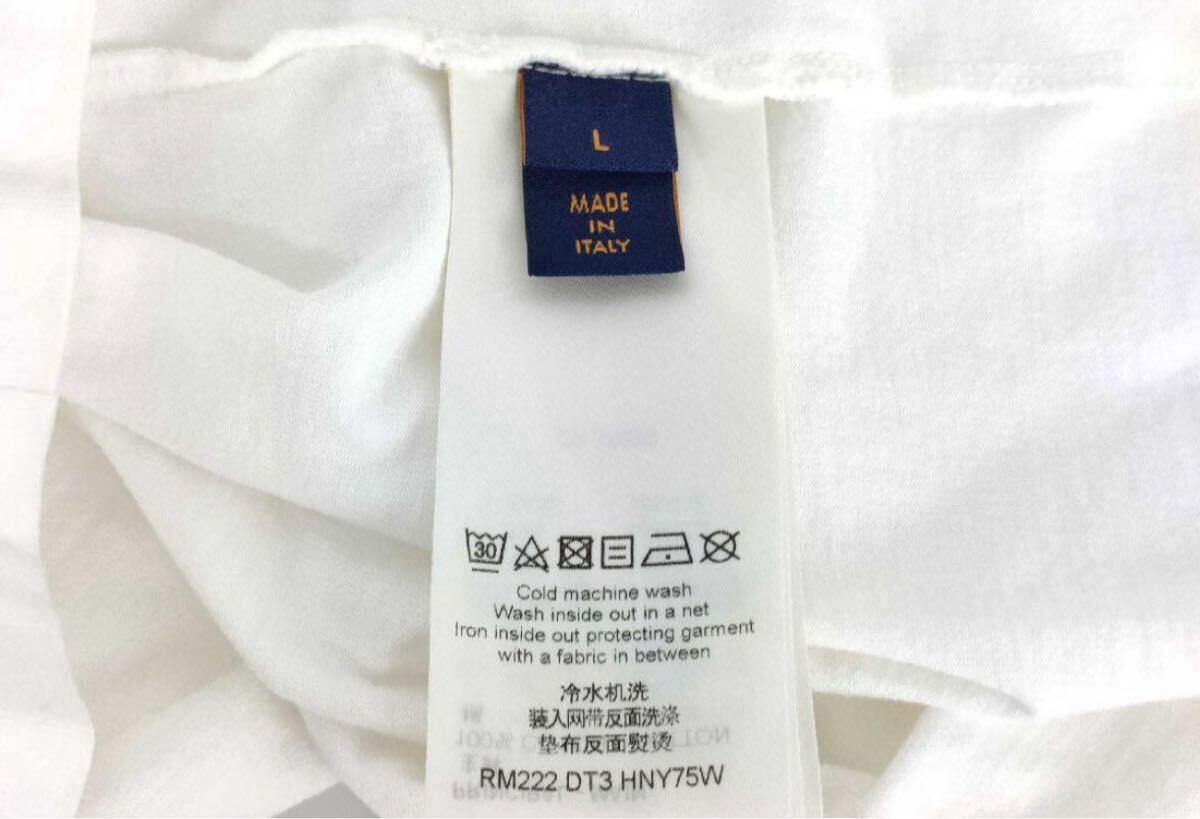 L
MADE
IN
ITALY
30
Cold machine wash
Wash inside out in a net
Iron inside out protecting garment
with a fabric in between
冷水机洗
装入网带反面洗涤
垫布反面熨烫
RM222 DT3 HNY75W